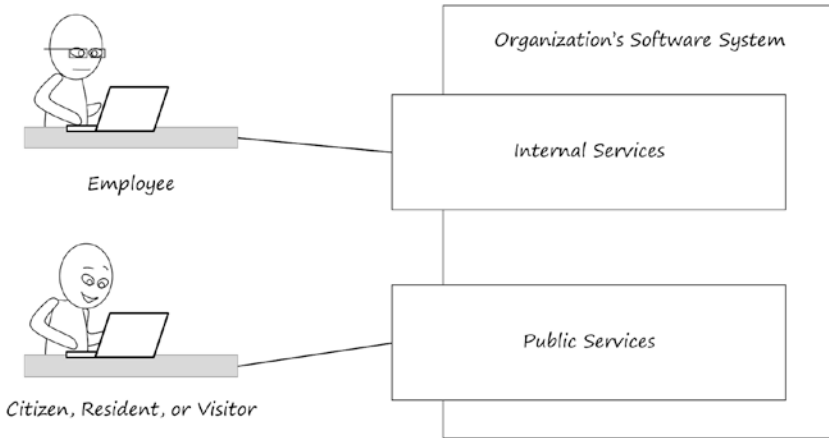 Organization's Software System
Internal Services
Employee
Public Services
Citizen, Resident, or Visitor